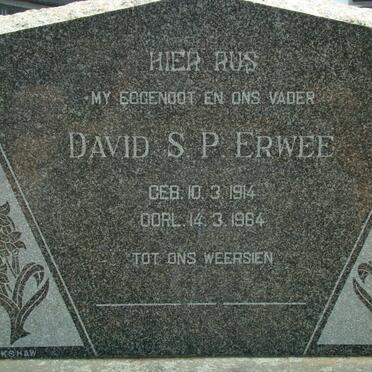 HIER RUS
MY EGGENOOT EN ONS VADER
DAVID S. P. ERWEE
GEB. 10. 3. 1914
OORL. 14. 3. 1964
TOT ONS WEERSIEN